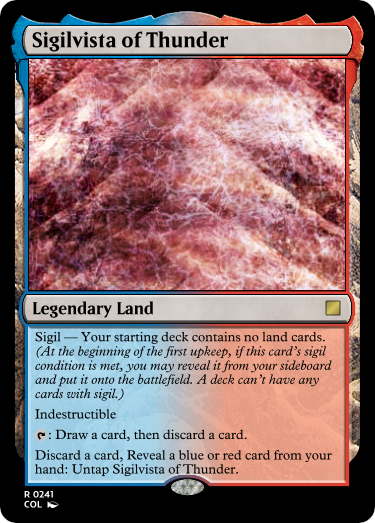 Sigilvista of Thunder
Legendary Land
Sigil — Your starting deck contains no land cards.
(At the beginning of the first upkeep, if this card's sigil
condition is met, you may reveal it from your sideboard
and put it onto the battlefield. A deck can't have any
cards with sigil.)
Indestructible
: Draw a card, then discard a card.
Discard a card, Reveal a blue or red card from your
hand: Untap Sigilvista of Thunder.
R 0241
COL